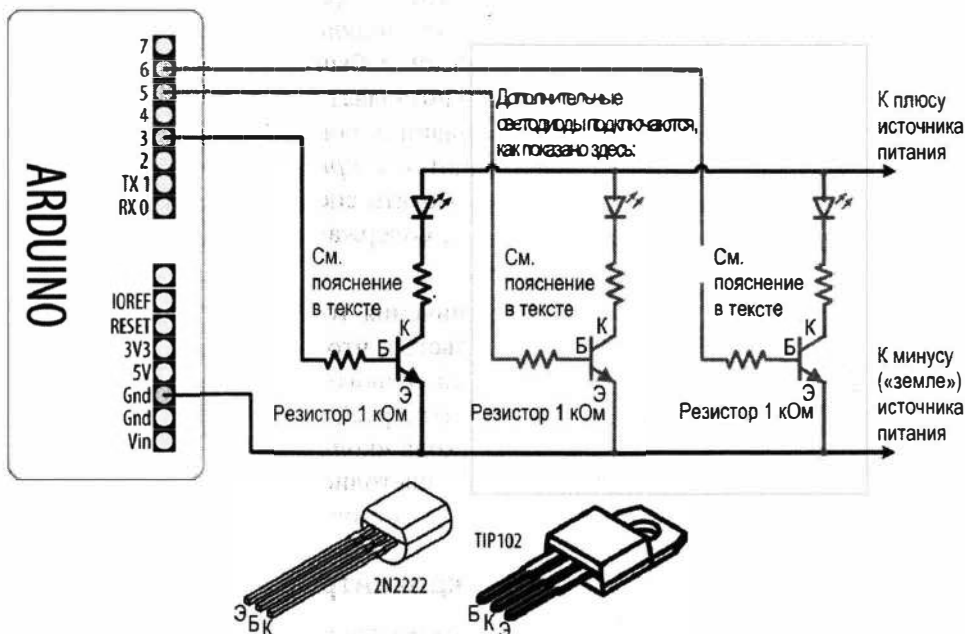 ARDUINO
7
6
5
4
3
2
TX 1
RX 0
IOREF
RESET
3V3
5V
Gnd
Gnd
Vin
Дополнительные
светодиоды подключаются,
как показано здесь:
К плюсу
источника
питания
См.
пояснение
в тексте
К
Б
Э
Резистор 1 кОм
См.
пояснение
в тексте
К
Б
Э
Резистор 1 кОм
См.
пояснение
в тексте
К
Б
Э
Резистор 1 кОм
К минусу
(«земле»)
источника
питания
2N2222
Э Б К
TIP102
Б К Э